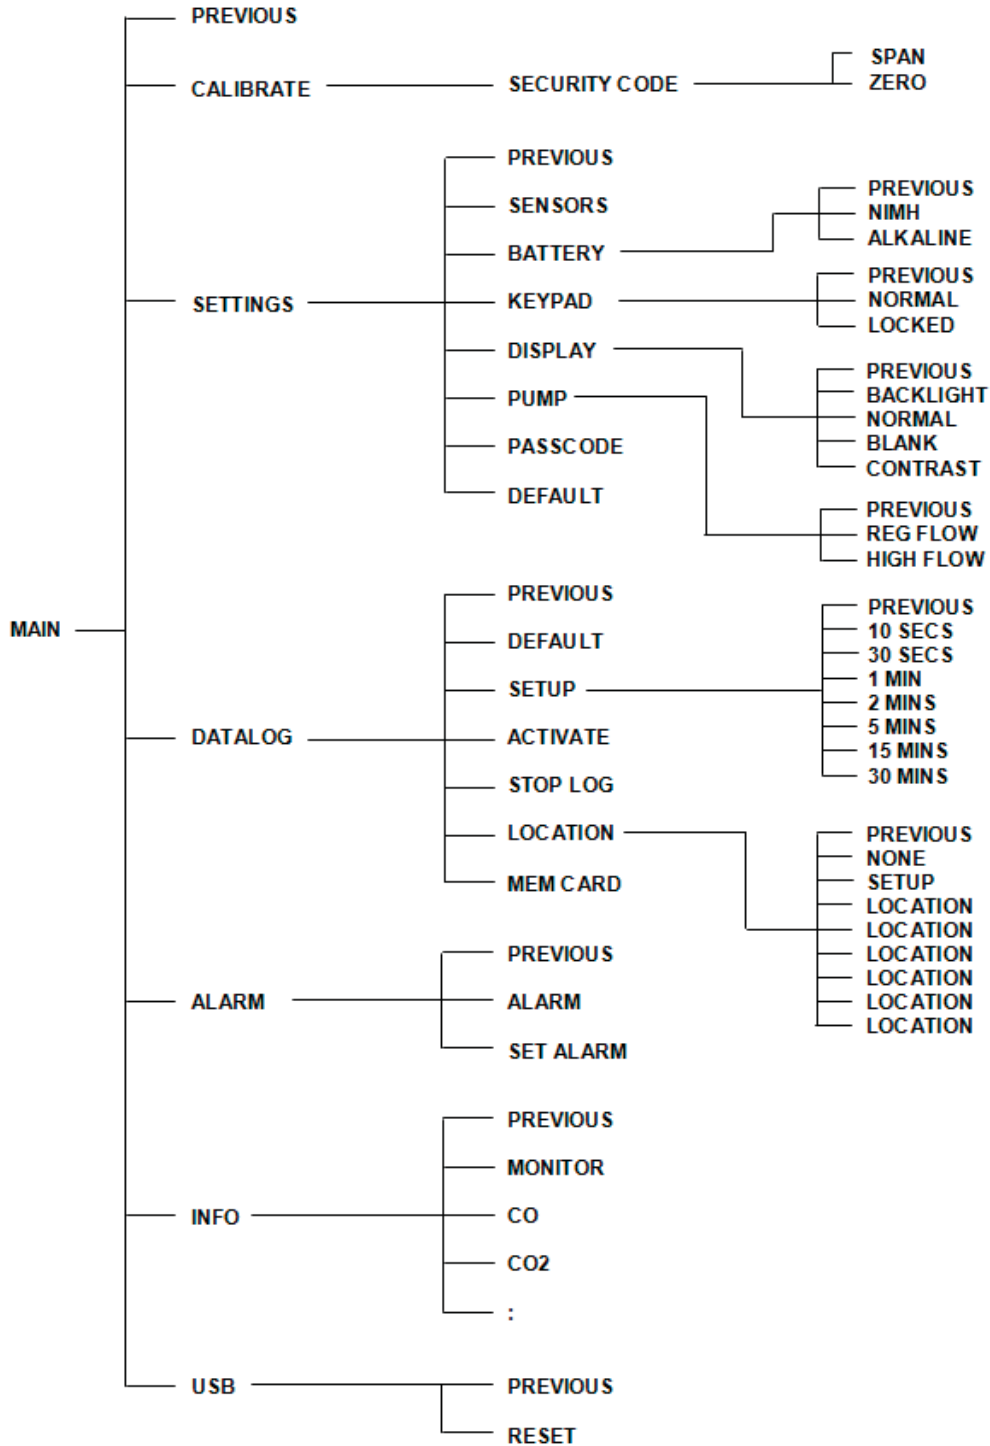 PREVIOUS
CALIBRATE
SECURITY CODE
SPAN
ZERO
SETTINGS
PREVIOUS
SENSORS
BATTERY
PREVIOUS
NIMH
ALKALINE
KEYPAD
PREVIOUS
NORMAL
LOCKED
DISPLAY
PREVIOUS
BACKLIGHT
NORMAL
BLANK
CONTRAST
PUMP
PREVIOUS
REG FLOW
HIGH FLOW
PASSCODE
DEFAULT
MAIN
DATALOG
PREVIOUS
DEFAULT
SETUP
PREVIOUS
10 SECS
30 SECS
1 MIN
2 MINS
5 MINS
15 MINS
30 MINS
ACTIVATE
STOP LOG
LOCATION
PREVIOUS
NONE
SETUP
LOCATION
LOCATION
LOCATION
LOCATION
LOCATION
LOCATION
MEM CARD
ALARM
PREVIOUS
ALARM
SET ALARM
INFO
PREVIOUS
MONITOR
CO
CO2
:
USB
PREVIOUS
RESET